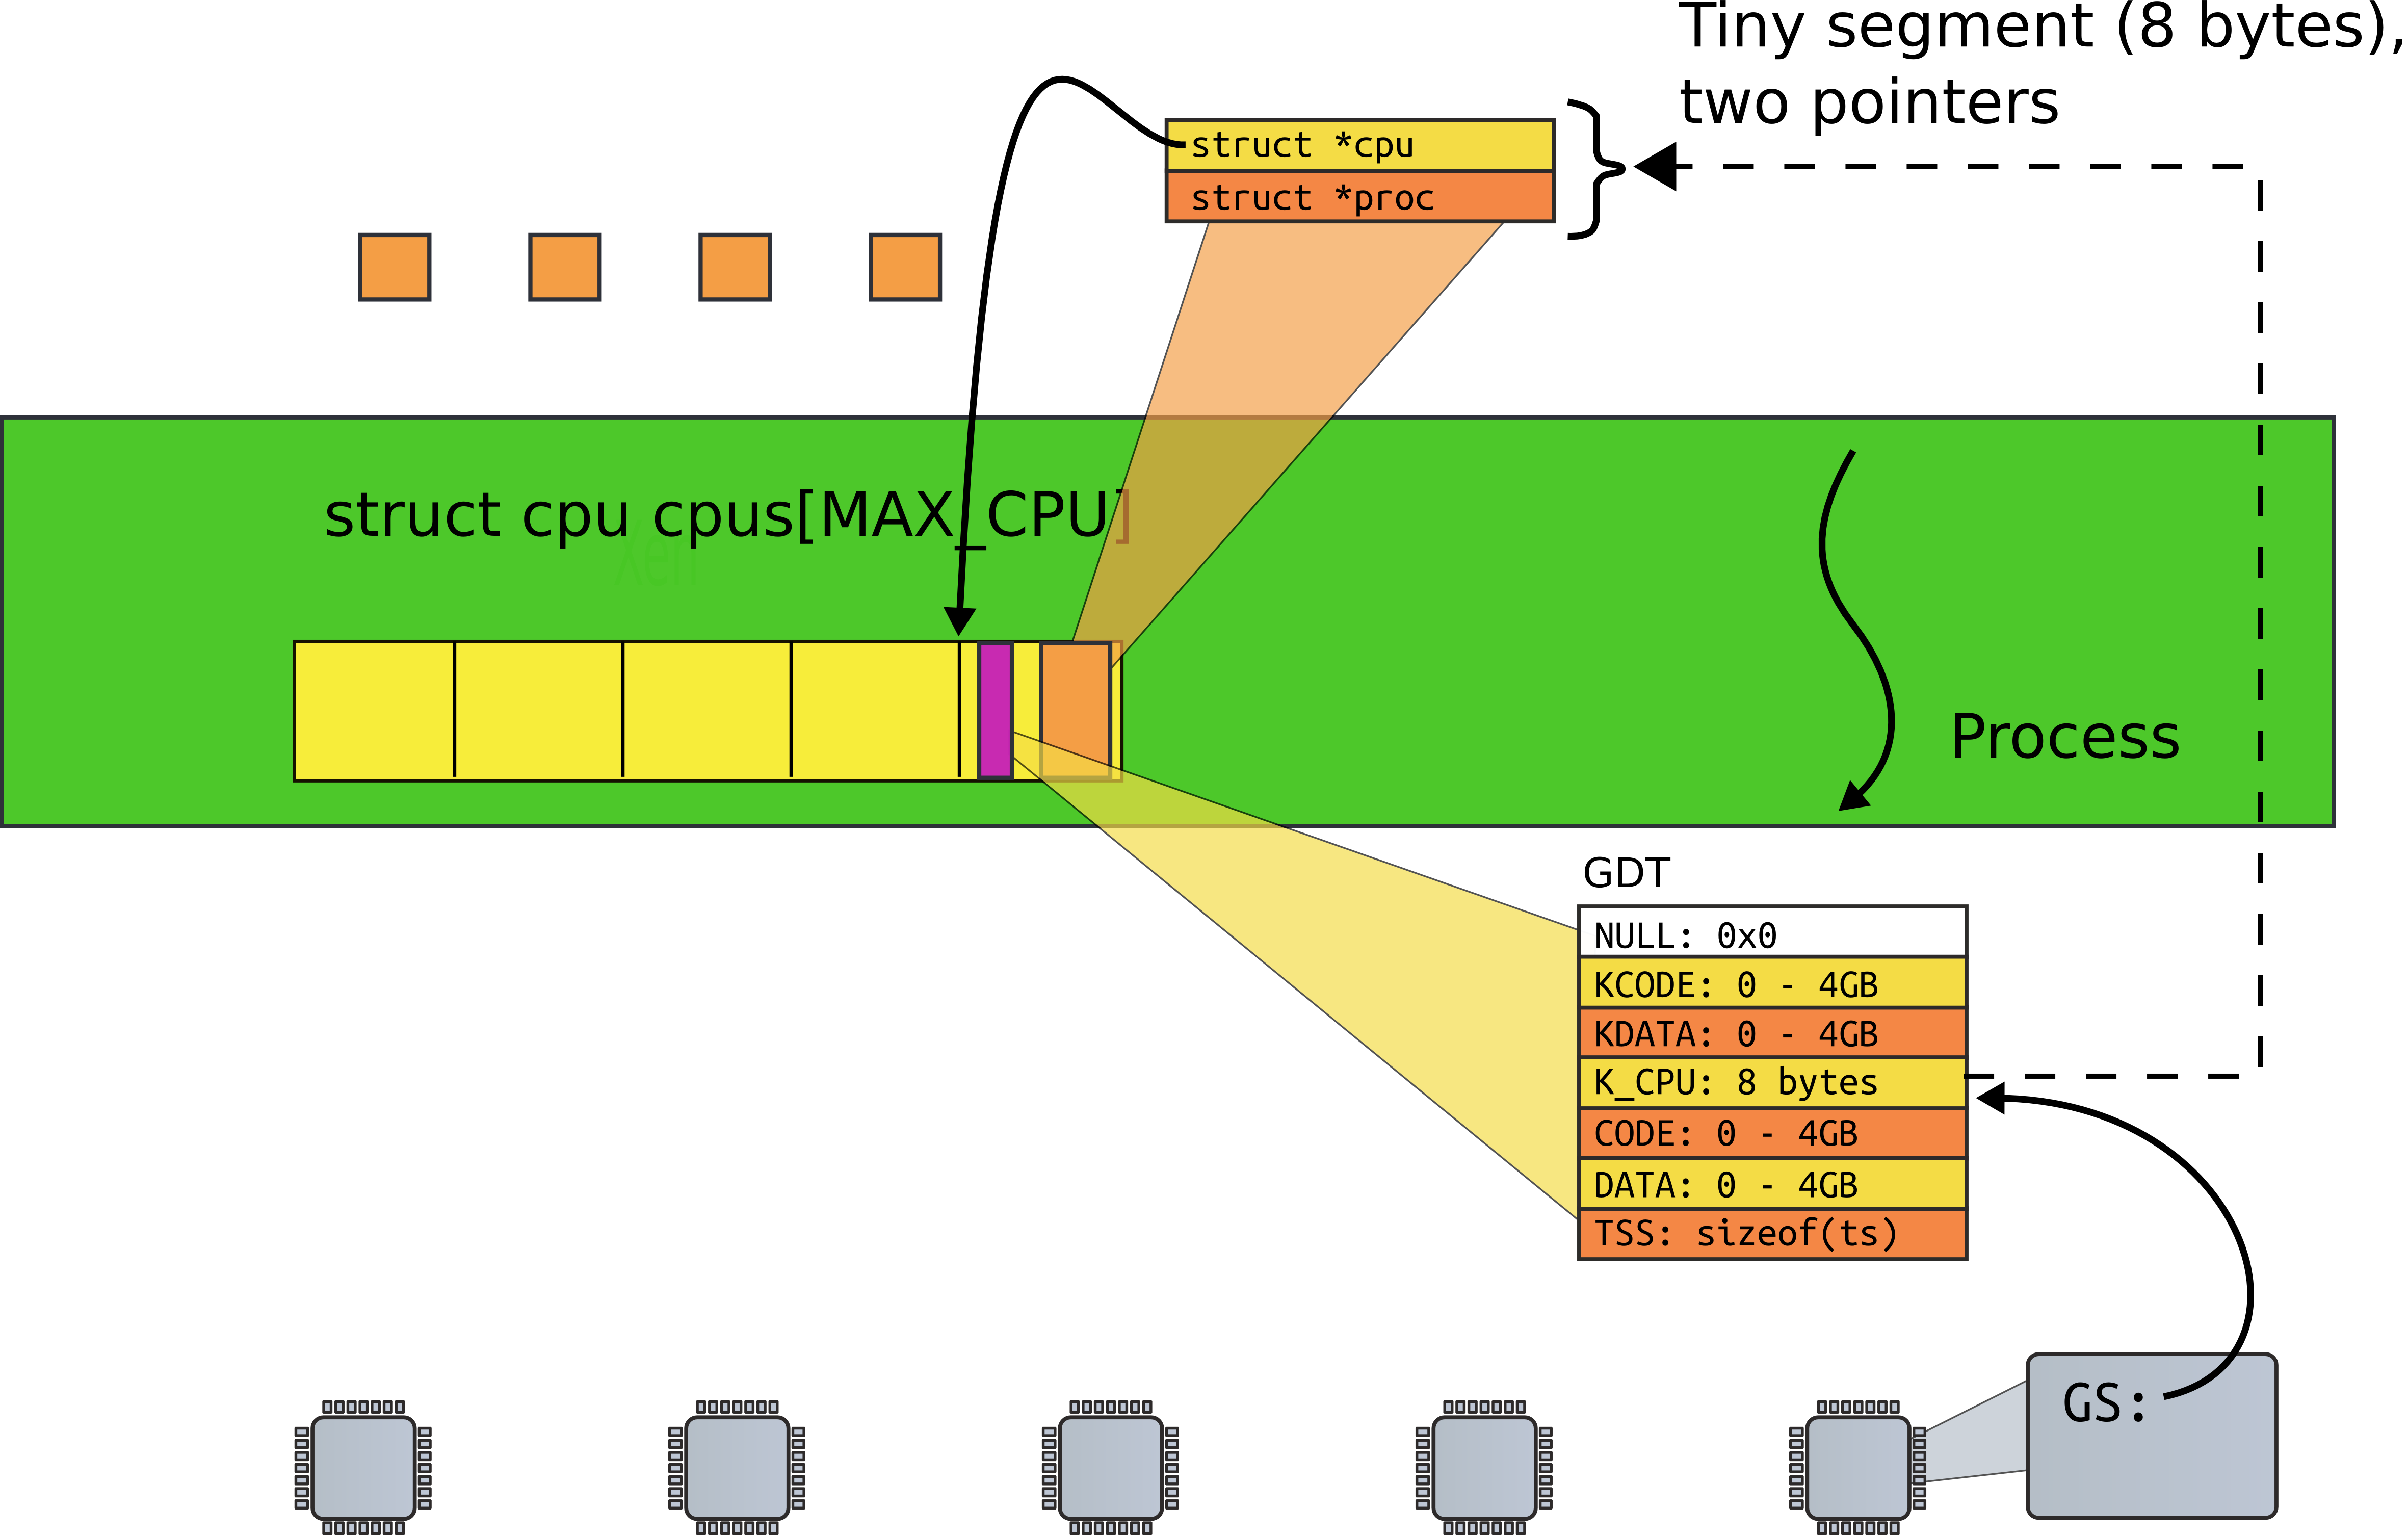 Tiny segment (8 bytes),
two pointers
struct *cpu
struct *proc
struct cpu cpus[MAX_CPU]
Process
GDT
NULL: 0x0
KCODE: 0 - 4GB
KDATA: 0 - 4GB
K_CPU: 8 bytes
CODE: 0 - 4GB
DATA: 0 - 4GB
TSS: sizeof(ts)
GS: